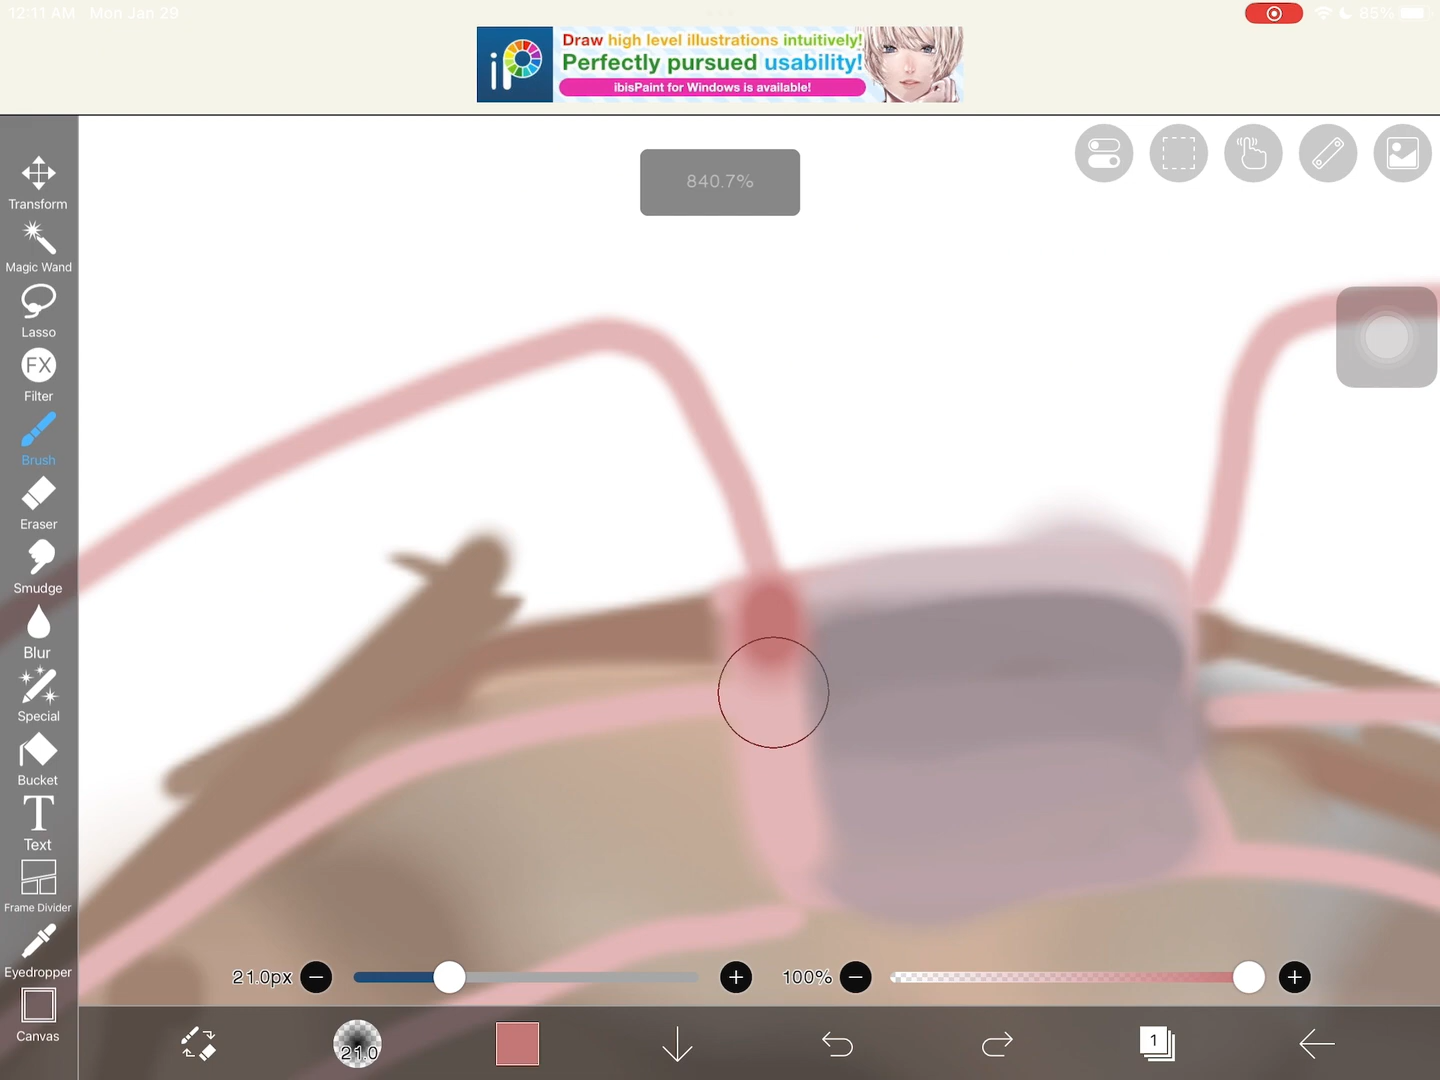 12:11 AM Mon Jan 29
85%
iP
Draw high level illustrations intuitively!
Perfectly pursued usability!
ibisPaint for Windows is available!
840.7%
Transform
Magic Wand
Lasso
FX
Filter
Brush
Eraser
Smudge
Blur
Special
Bucket
T
Text
Frame Divider
Eyedropper
Canvas
21.0px
100%
21.0
1